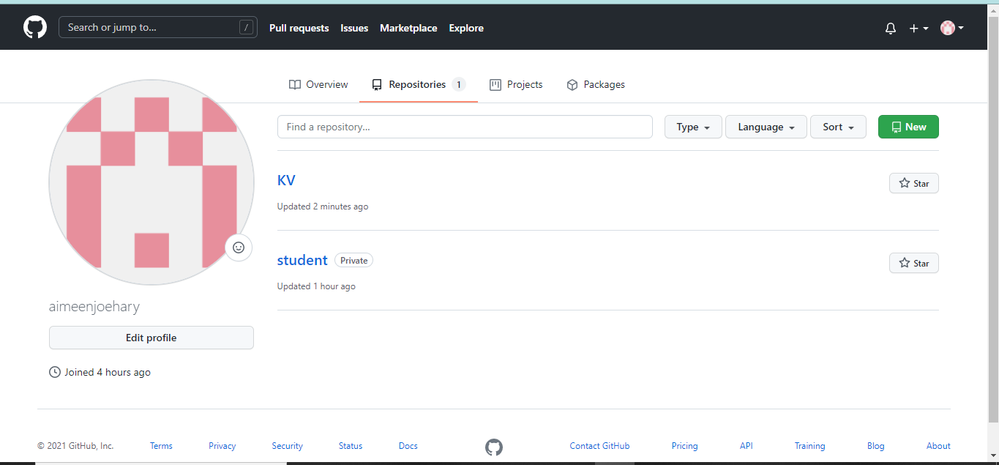 Search or jump to... /
Pull requests Issues Marketplace Explore
Overview Repositories 1 Projects Packages
Find a repository...
Type Language Sort New
KV
Star
Updated 2 minutes ago
student Private
Star
Updated 1 hour ago
aimeenjoehary
Edit profile
Joined 4 hours ago
© 2021 GitHub, Inc. Terms Privacy Security Status Docs Contact GitHub Pricing API Training Blog About